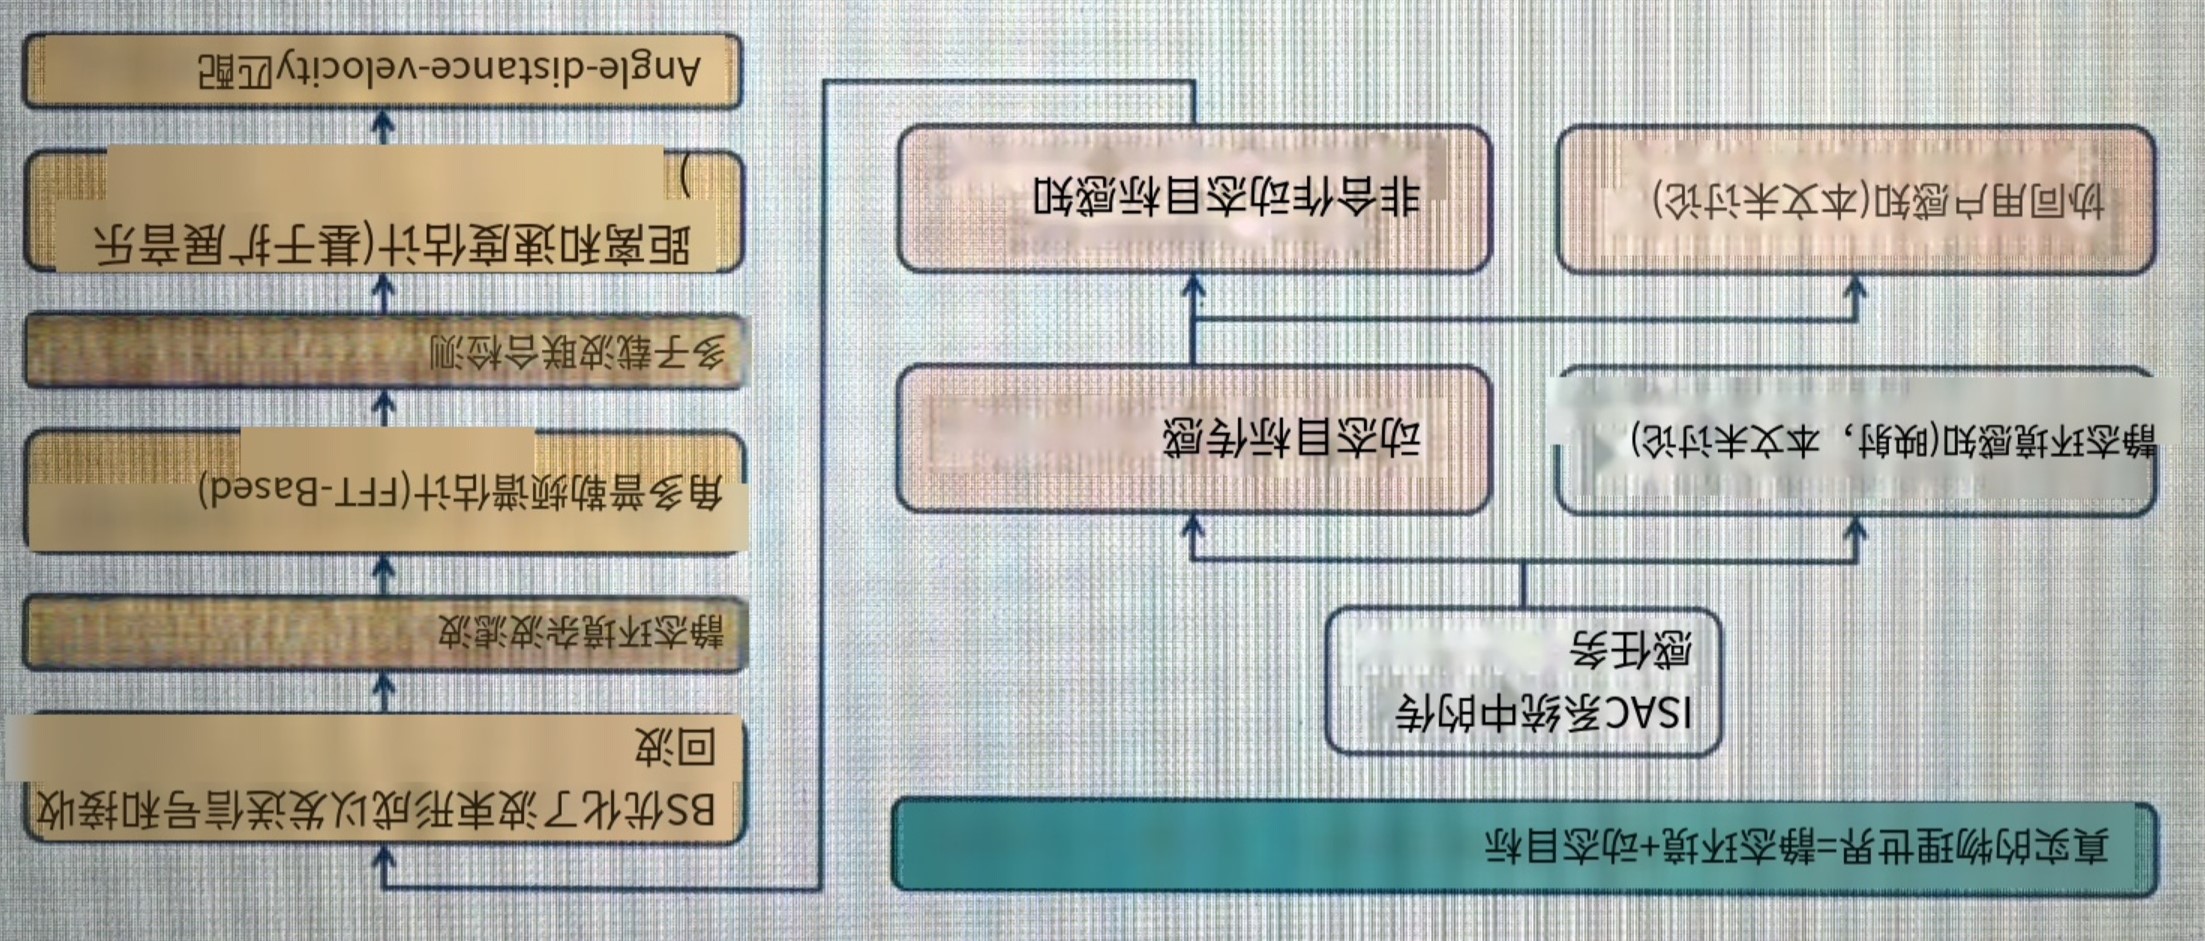 真实的物理世界=静态环境+动态目标
ISAC系统中的传
感任务
静态环境感知(映射，本文未讨论)
动态目标传感
协同用户感知(本文未讨论)
非合作动态目标感知
BS优化了波束形成以发送信号和接收
回波
静态环境杂波滤波
角多普勒频谱估计(FFT-Based)
多子载波联合检测
距离和速度估计(基于扩展音乐
)
Angle-distance-velocity匹配